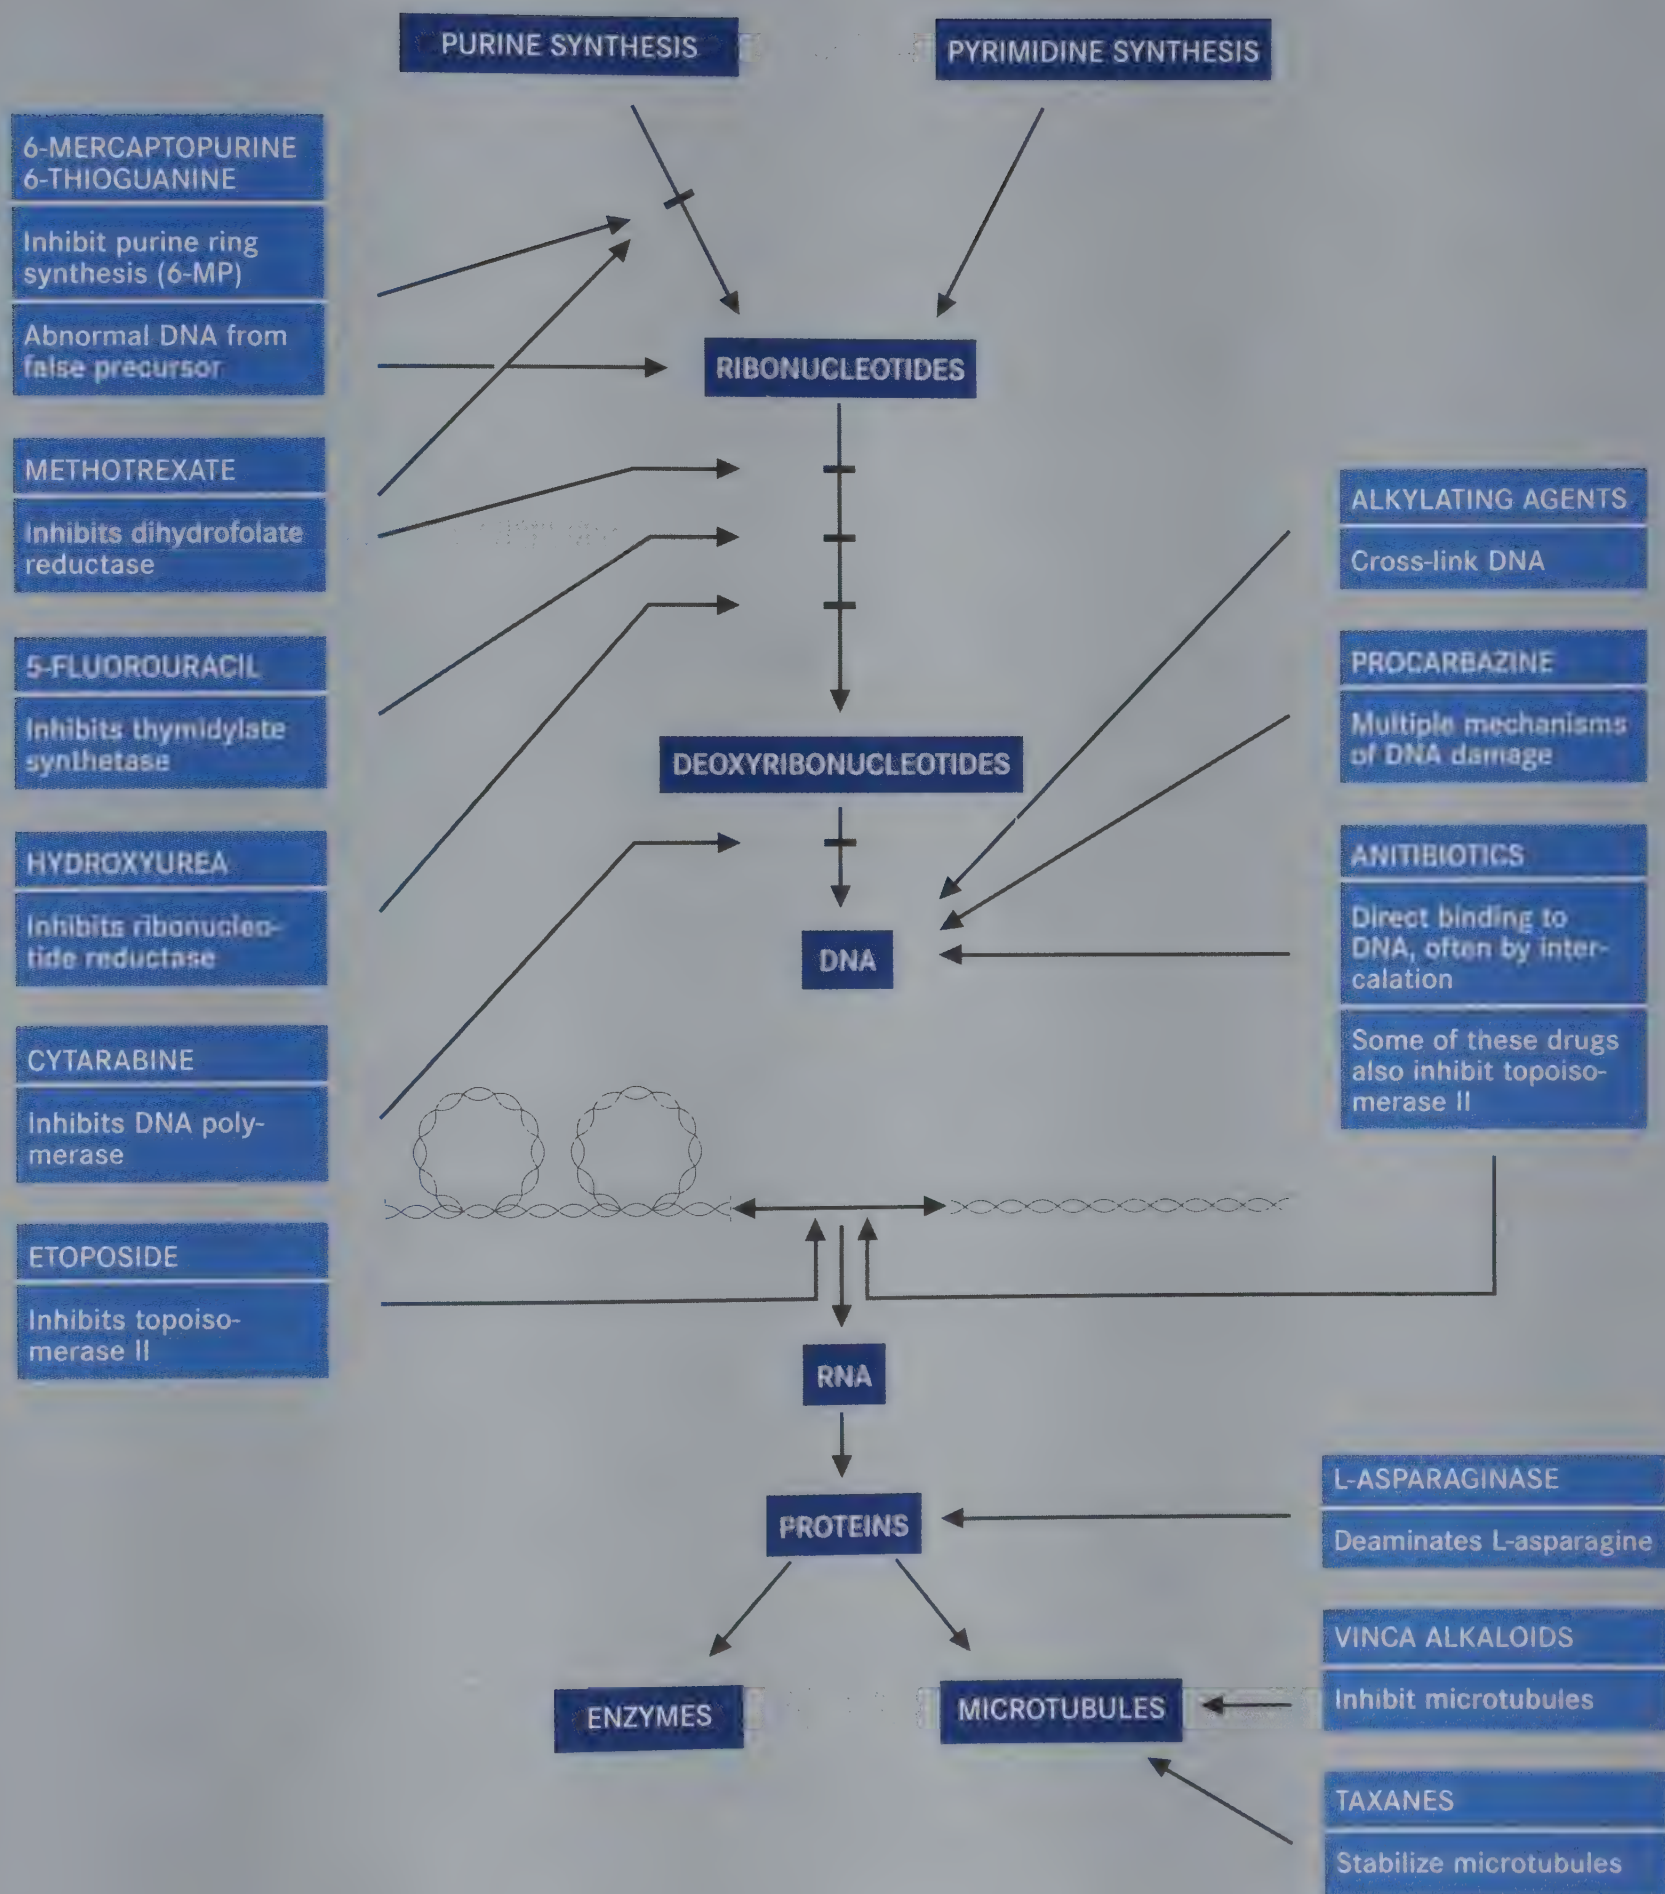 PURINE SYNTHESIS
PYRIMIDINE SYNTHESIS
6-MERCAPTOPURINE
6-THIOGUANINE
Inhibit purine ring
synthesis (6-MP)
Abnormal DNA from
false precursor
RIBONUCLEOTIDES
METHOTREXATE
Inhibits dihydrofolate
reductase
5-FLUOROURACIL
Inhibits thymidylate
synthetase
HYDROXYUREA
Inhibits ribonucleo-
tide reductase
CYTARABINE
Inhibits DNA poly-
merase
ETOPOSIDE
Inhibits topoiso-
merase II
DEOXYRIBONUCLEOTIDES
DNA
ALKYLATING AGENTS
Cross-link DNA
PROCARBAZINE
Multiple mechanisms
of DNA damage
ANITIBIOTICS
Direct binding to
DNA, often by inter-
calation
Some of these drugs
also inhibit topoiso-
merase II
RNA
PROTEINS
L-ASPARAGINASE
Deaminates L-asparagine
ENZYMES
MICROTUBULES
VINCA ALKALOIDS
Inhibit microtubules
TAXANES
Stabilize microtubules